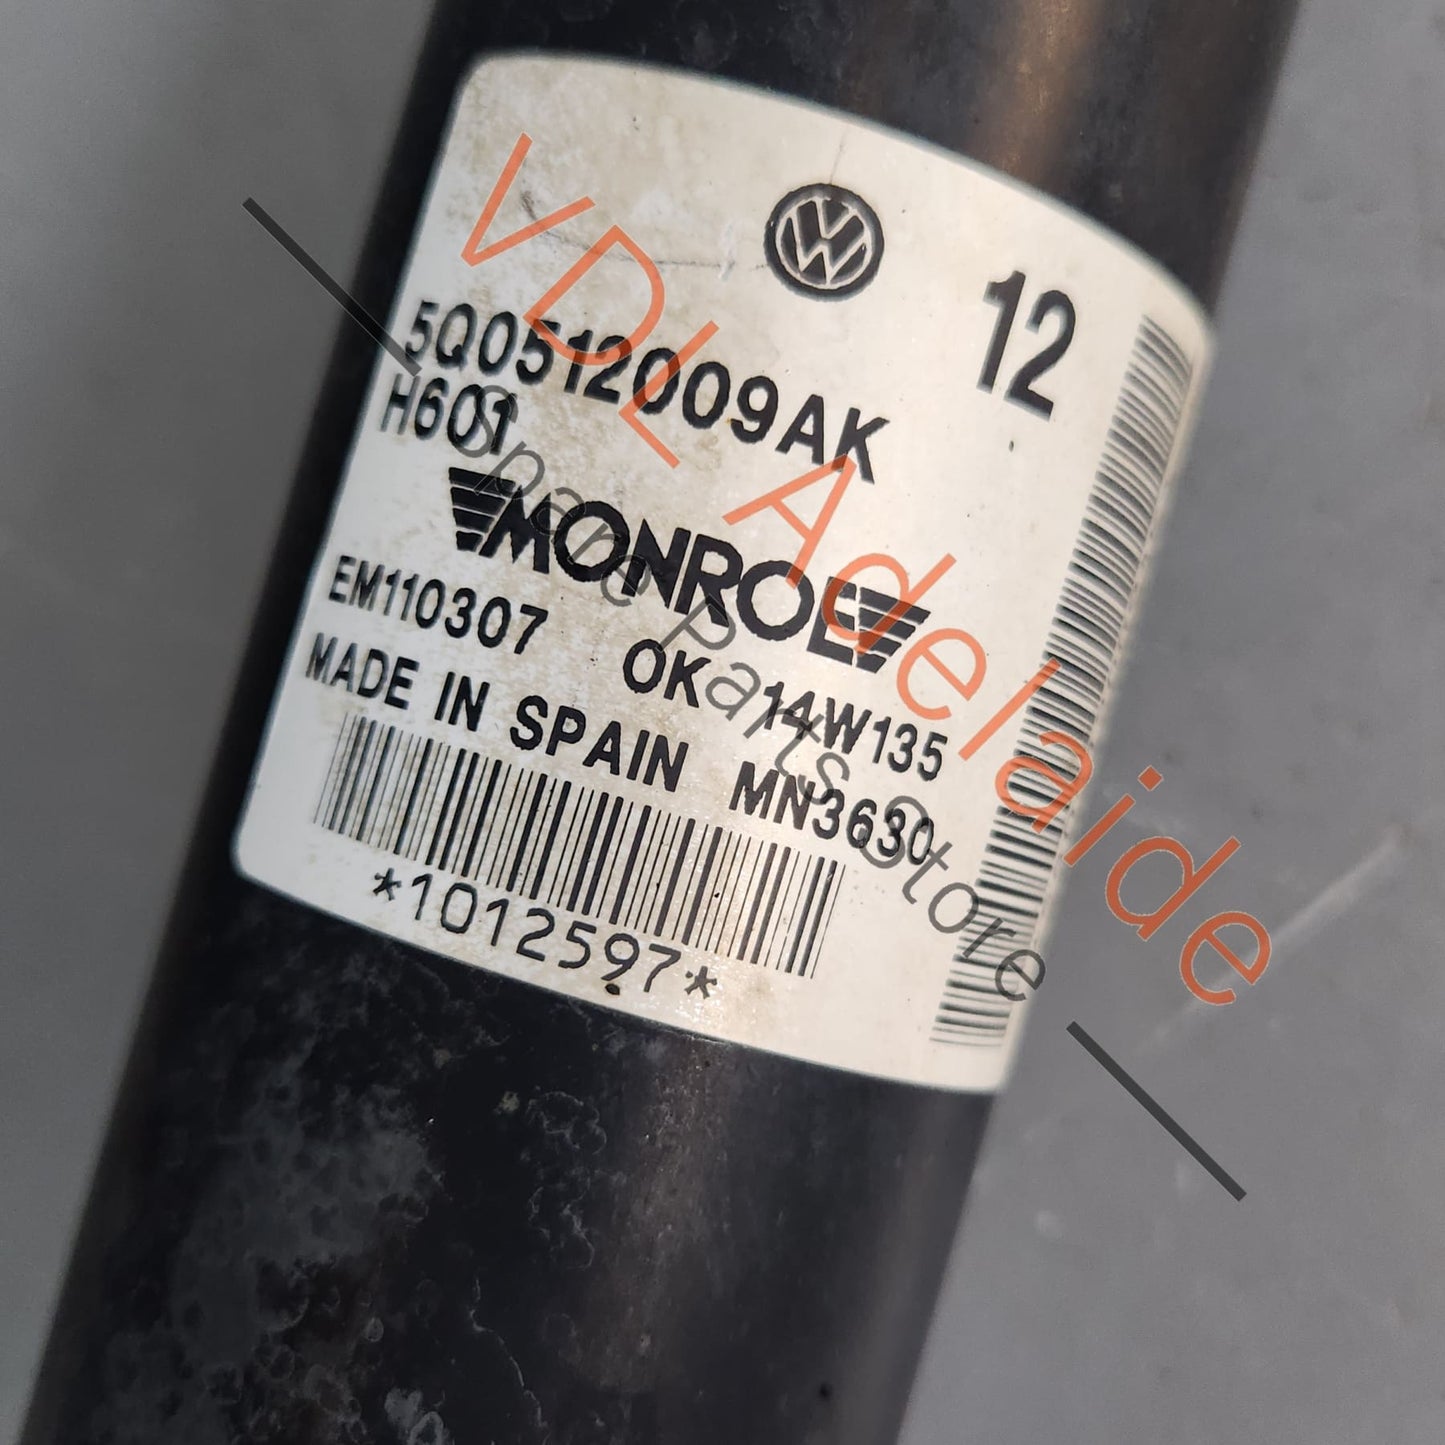 12
5Q0512009AK
H601
MONROE
EM110307 OK 14W135
MADE IN SPAIN MN3630
*1012597*
VDL Adelaide
Spare Parts Store